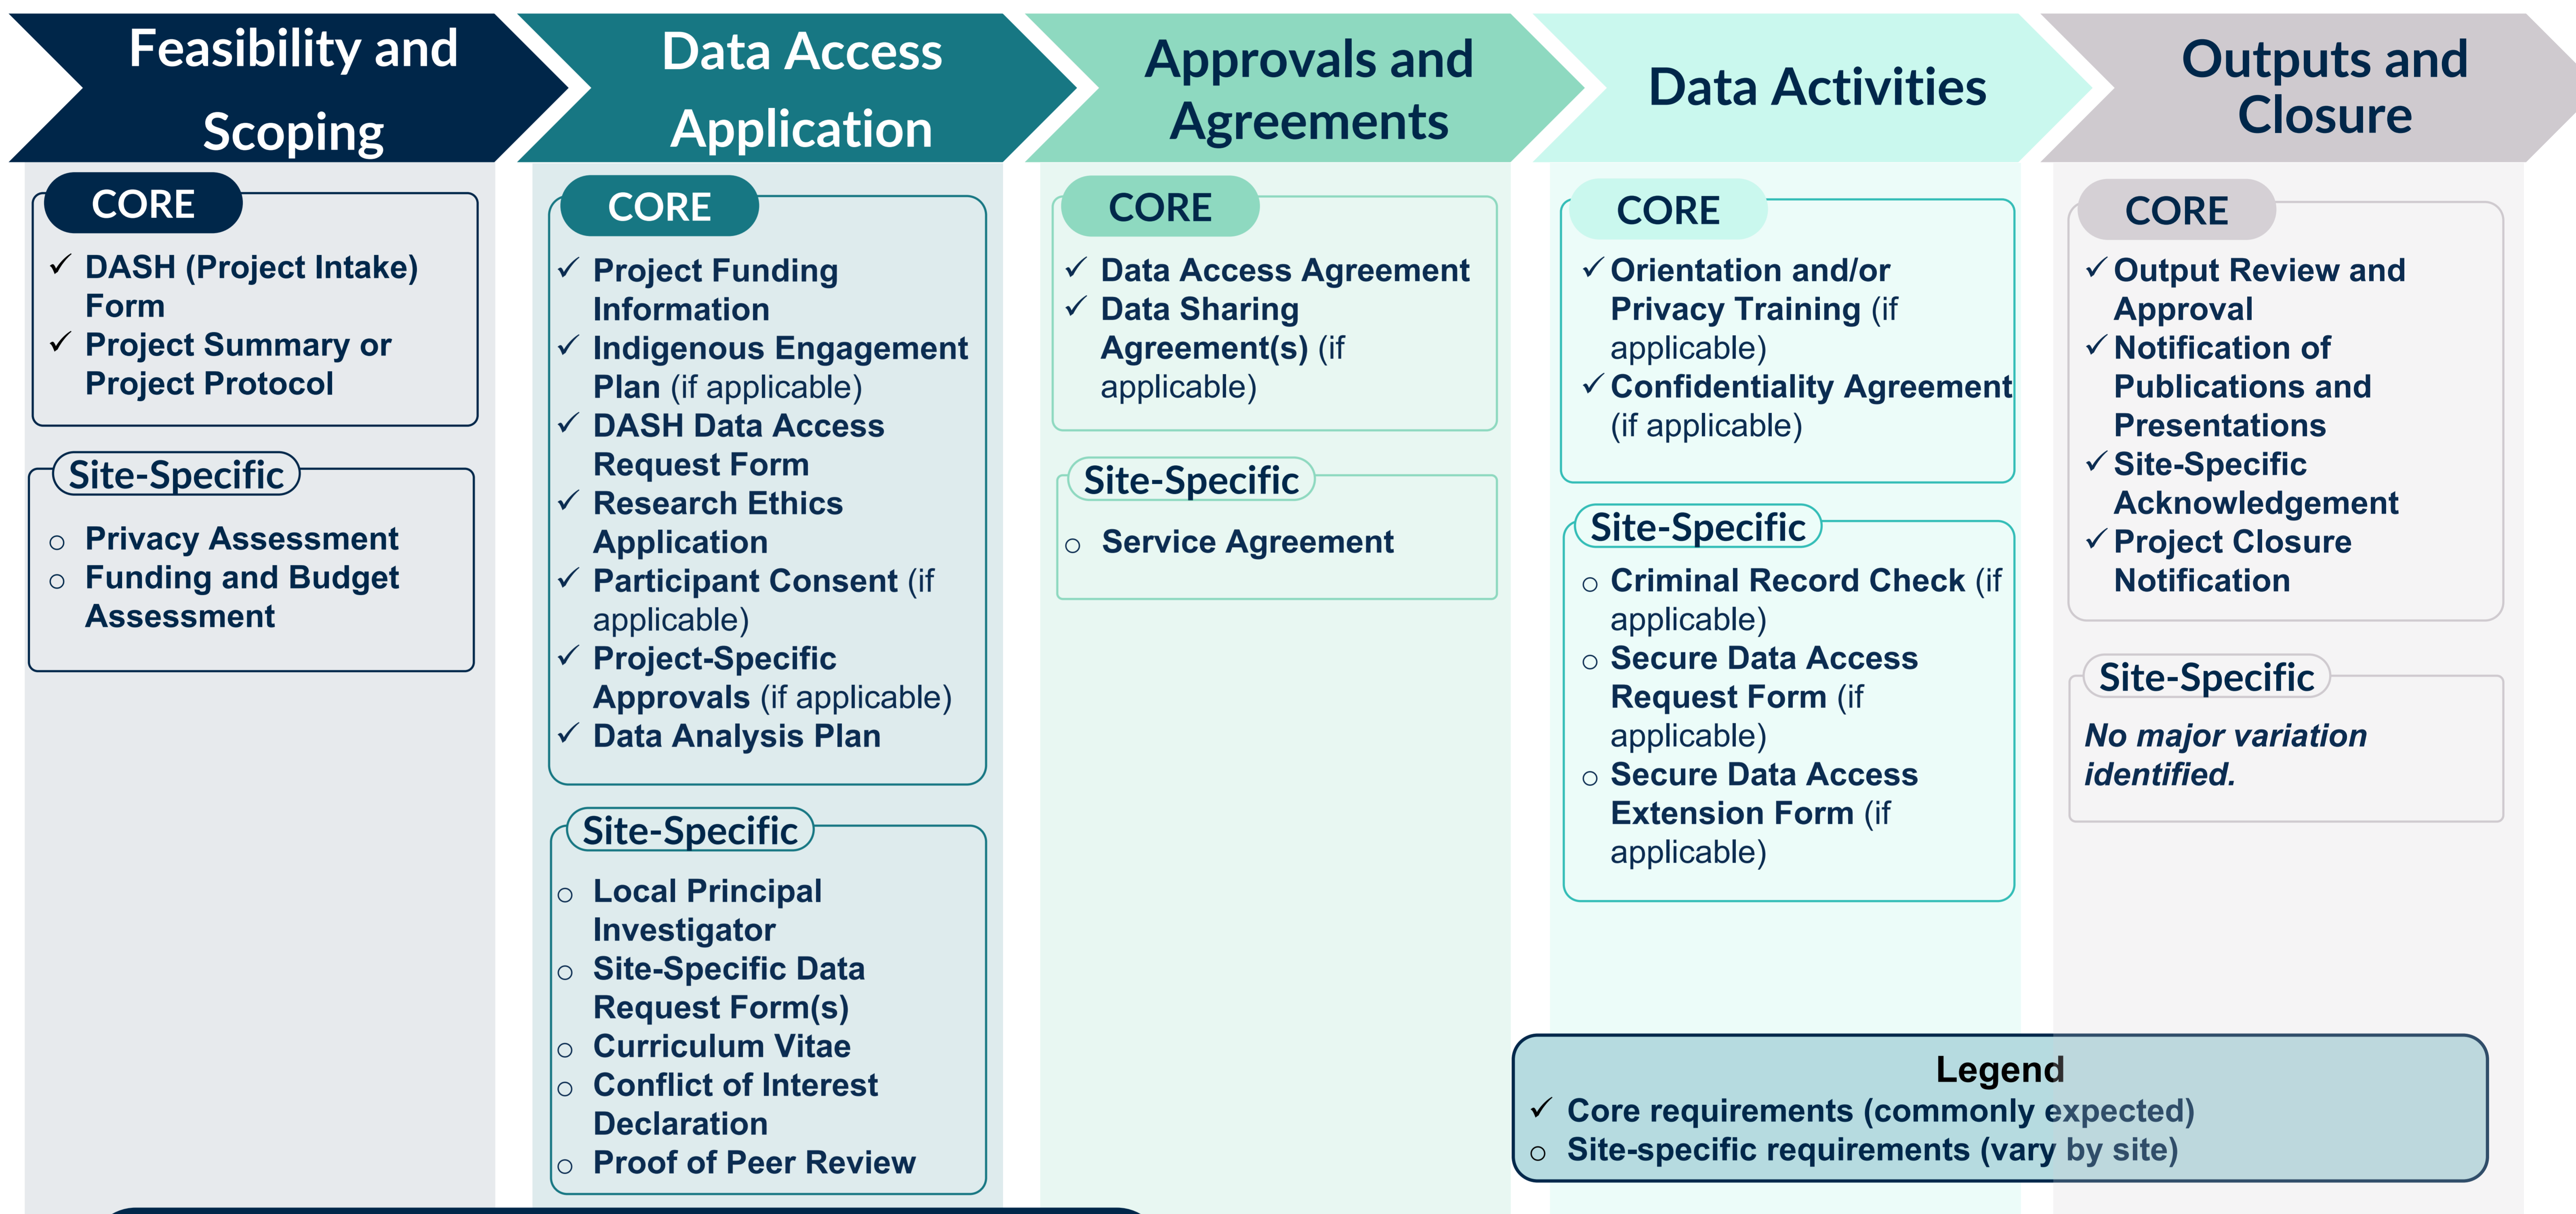 Feasibility and
Scoping
CORE
✓ DASH (Project Intake)
Form
✓ Project Summary or
Project Protocol
Site-Specific
o Privacy Assessment
o Funding and Budget
Assessment
Data Access
Application
CORE
✓ Project Funding
Information
✓ Indigenous Engagement
Plan (if applicable)
✓ DASH Data Access
Request Form
✓ Research Ethics
Application
✓ Participant Consent (if
applicable)
✓ Project-Specific
Approvals (if applicable)
✓ Data Analysis Plan
Site-Specific
o Local Principal
Investigator
o Site-Specific Data
Request Form(s)
o Curriculum Vitae
o Conflict of Interest
Declaration
o Proof of Peer Review
Approvals and
Agreements
CORE
✓ Data Access Agreement
✓ Data Sharing
Agreement(s) (if
applicable)
Site-Specific
o Service Agreement
Data Activities
CORE
✓ Orientation and/or
Privacy Training (if
applicable)
✓ Confidentiality Agreement
(if applicable)
Site-Specific
o Criminal Record Check (if
applicable)
o Secure Data Access
Request Form (if
applicable)
o Secure Data Access
Extension Form (if
applicable)
Outputs and
Closure
CORE
✓ Output Review and
Approval
✓ Notification of
Publications and
Presentations
✓ Site-Specific
Acknowledgement
✓ Project Closure
Notification
Site-Specific
No major variation
identified.
Legend
✓ Core requirements (commonly expected)
o Site-specific requirements (vary by site)